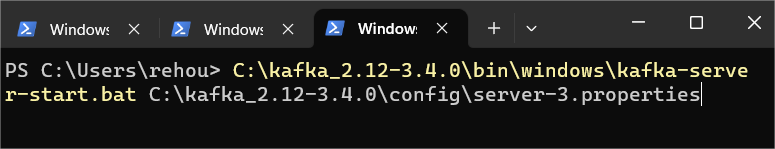 Windows
Windows
Windows
PS C:\Users\rehou> C:\kafka_2.12-3.4.0\bin\windows\kafka-serve
r-start.bat C:\kafka_2.12-3.4.0\config\server-3.properties